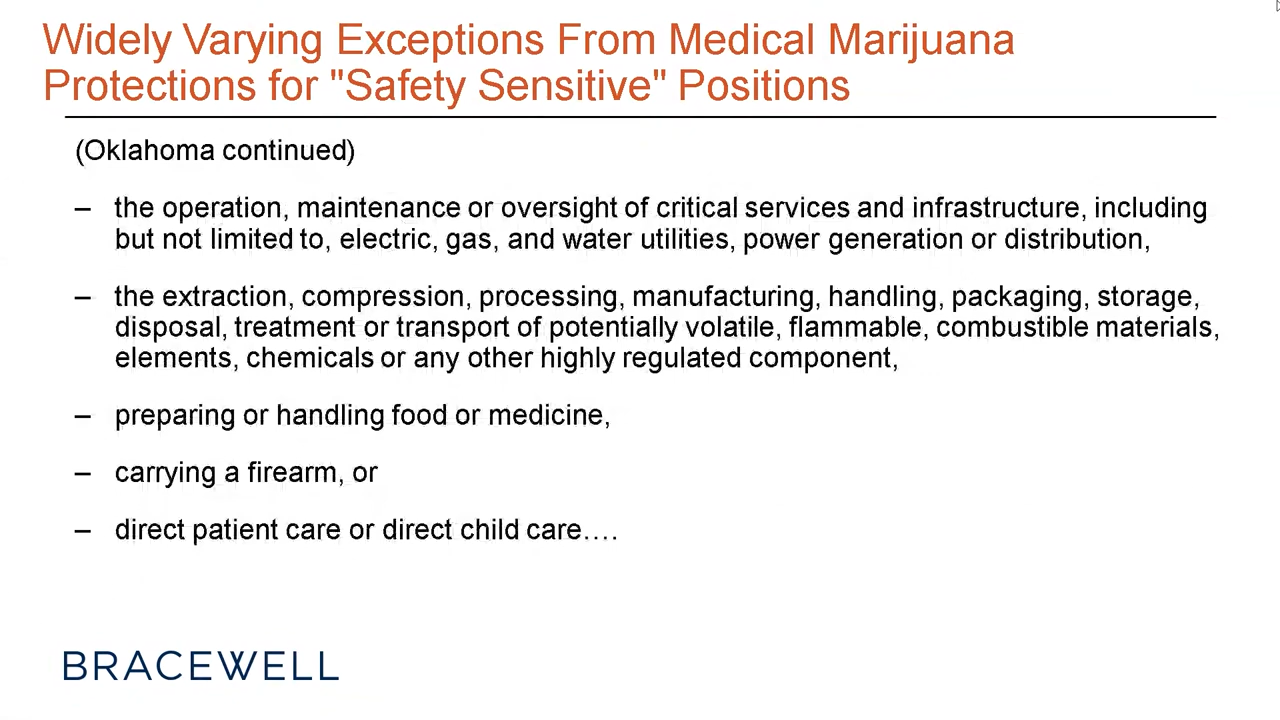 Widely Varying Exceptions From Medical Marijuana
Protections for "Safety Sensitive" Positions
(Oklahoma continued)
– the operation, maintenance or oversight of critical services and infrastructure, including
but not limited to, electric, gas, and water utilities, power generation or distribution,
– the extraction, compression, processing, manufacturing, handling, packaging, storage,
disposal, treatment or transport of potentially volatile, flammable, combustible materials,
elements, chemicals or any other highly regulated component,
– preparing or handling food or medicine,
– carrying a firearm, or
– direct patient care or direct child care….
BRACEWELL